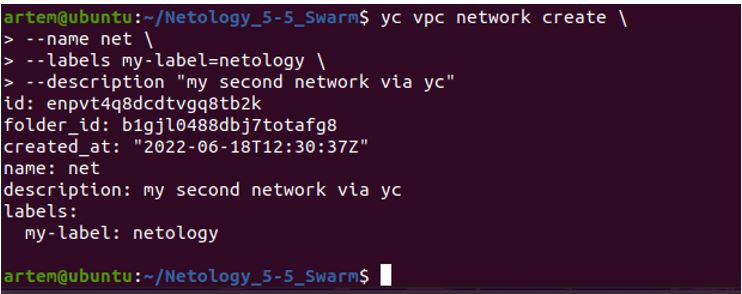 artem@ubuntu:~/Netology_5-5_Swarm$ yc vpc network create \
> --name net \
> --labels my-label=netology \
> --description "my second network via yc"
id: enpvt4q8dcdtvgq8tb2k
folder_id: b1gjl0488dbj7totafg8
created_at: "2022-06-18T12:30:37Z"
name: net
description: my second network via yc
labels:
  my-label: netology
artem@ubuntu:~/Netology_5-5_Swarm$